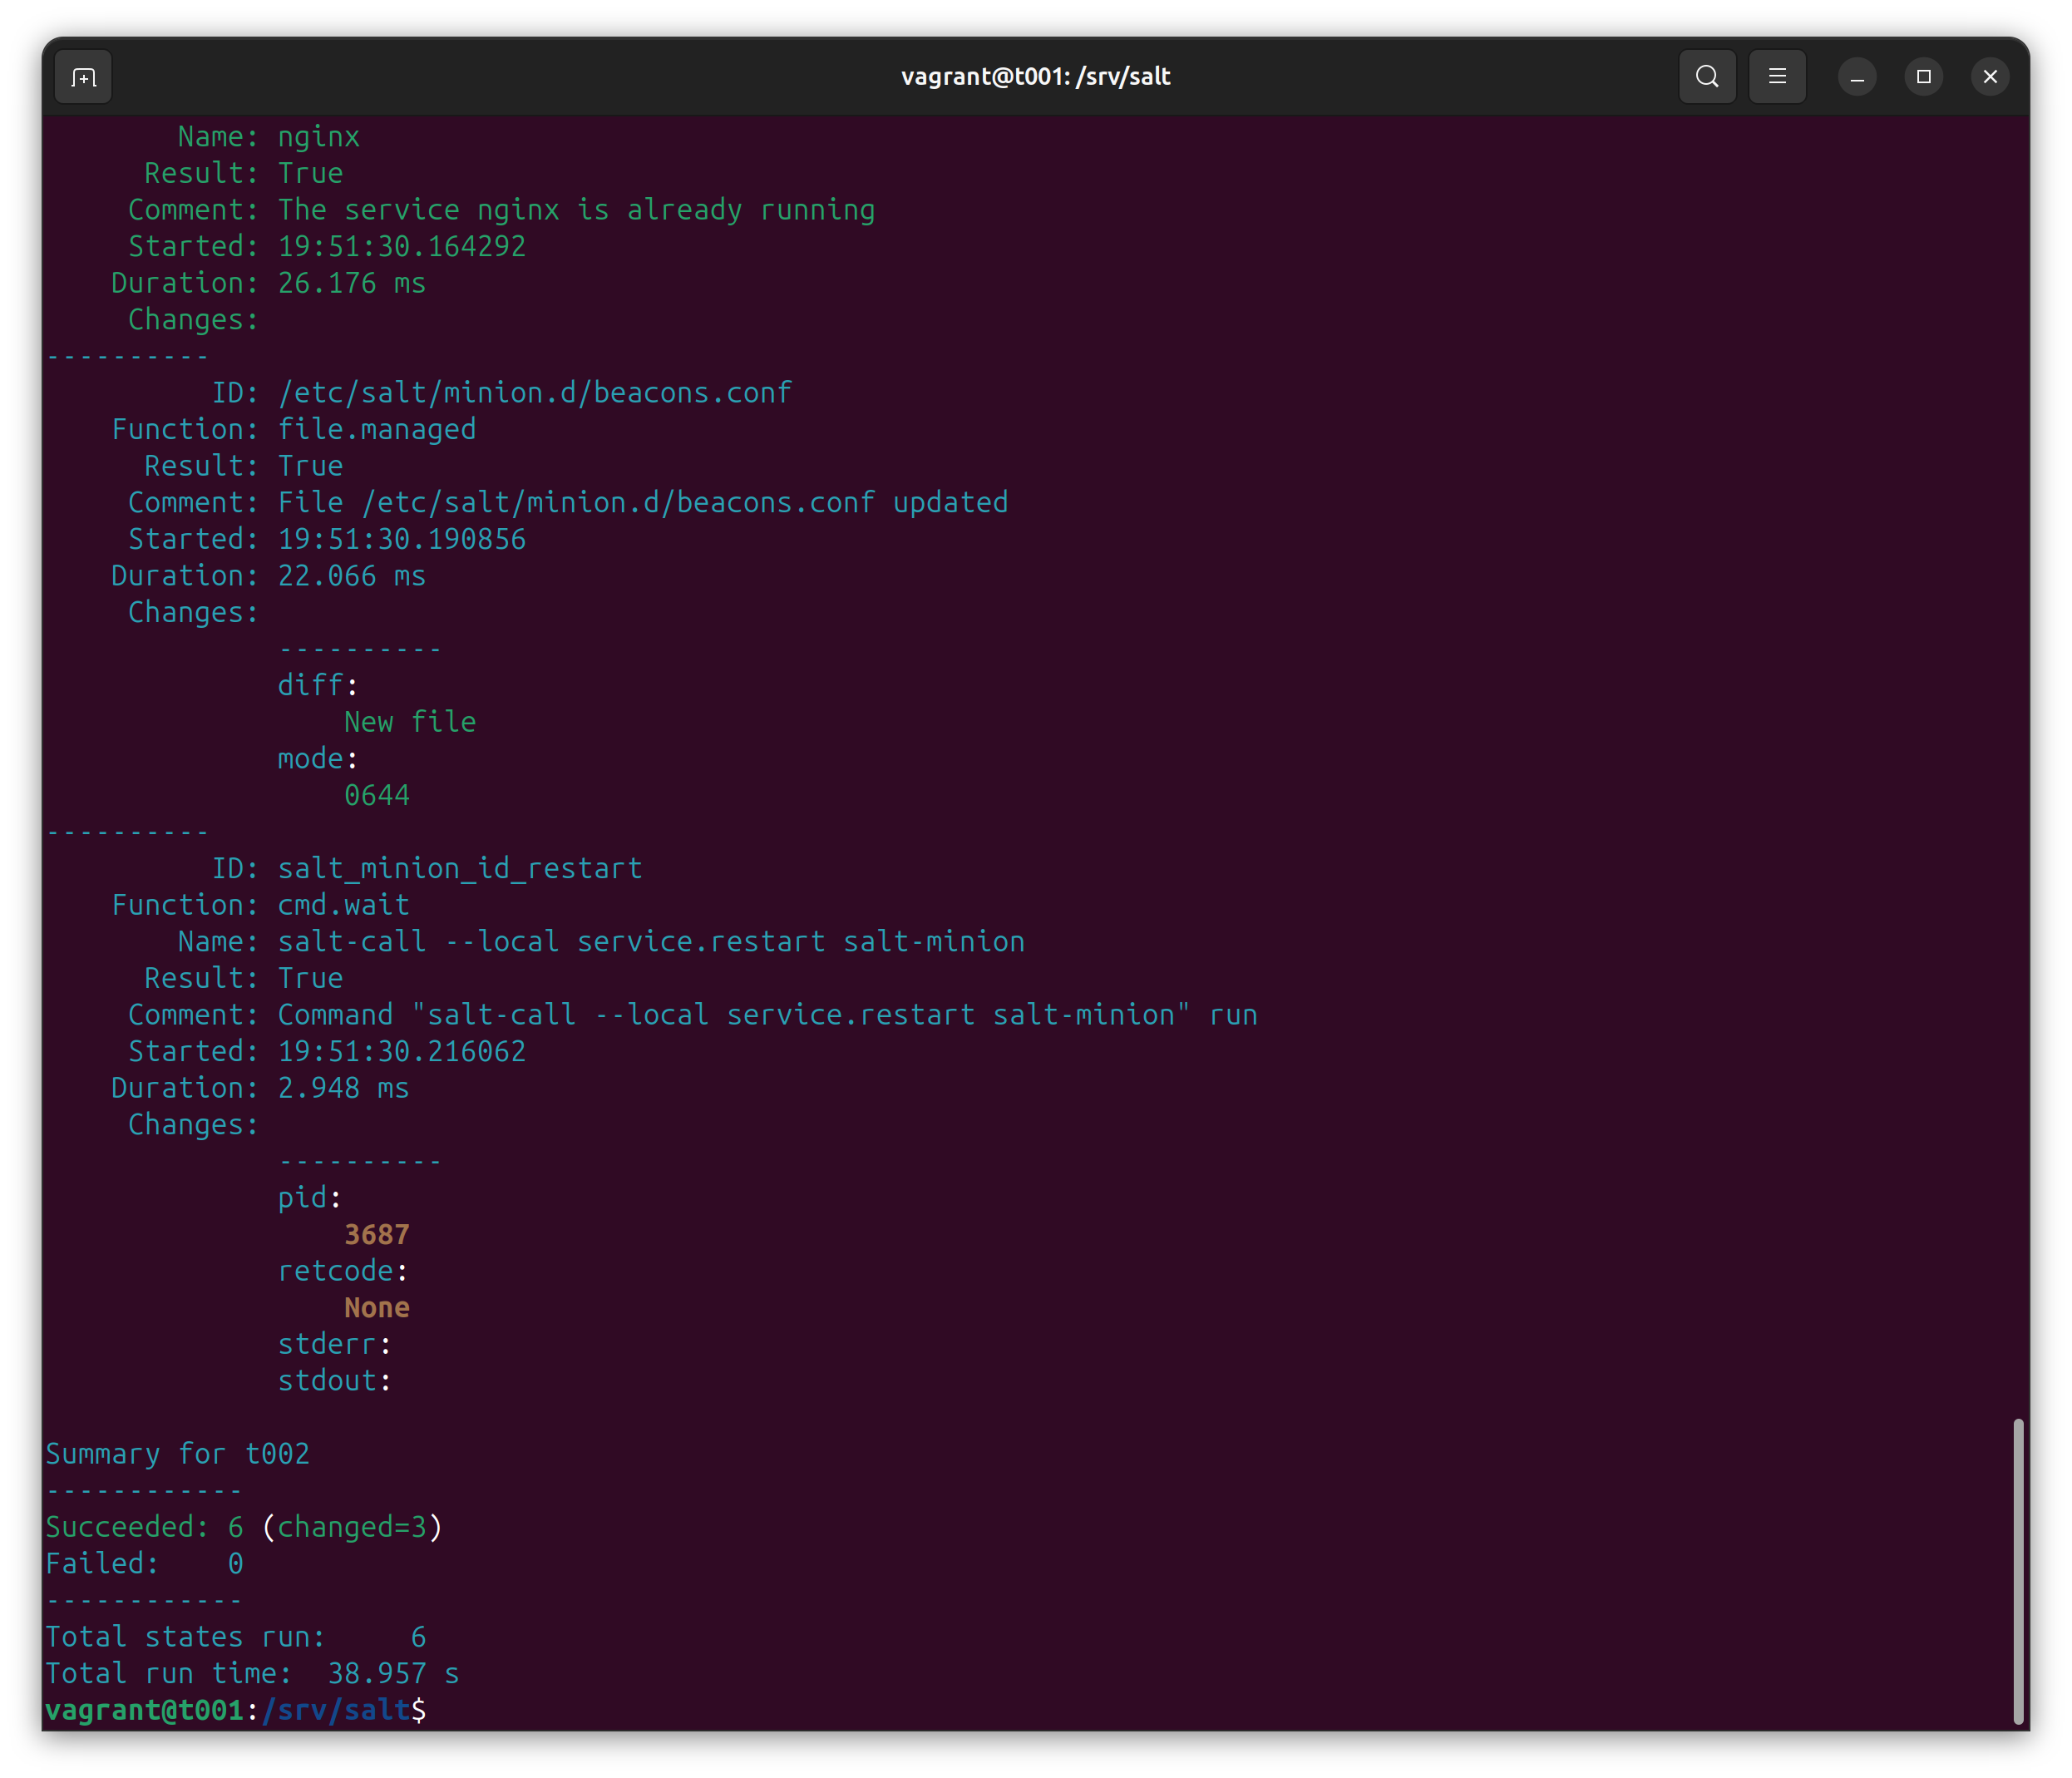 vagrant@t001: /srv/salt
Name: nginx
Result: True
Comment: The service nginx is already running
Started: 19:51:30.164292
Duration: 26.176 ms
Changes:
----------
ID: /etc/salt/minion.d/beacons.conf
Function: file.managed
Result: True
Comment: File /etc/salt/minion.d/beacons.conf updated
Started: 19:51:30.190856
Duration: 22.066 ms
Changes:
----------
diff:
New file
mode:
0644
----------
ID: salt_minion_id_restart
Function: cmd.wait
Name: salt-call --local service.restart salt-minion
Result: True
Comment: Command "salt-call --local service.restart salt-minion" run
Started: 19:51:30.216062
Duration: 2.948 ms
Changes:
----------
pid:
3687
retcode:
None
stderr:
stdout:
Summary for t002
------------
Succeeded: 6 (changed=3)
Failed:    0
------------
Total states run:     6
Total run time:  38.957 s
vagrant@t001:/srv/salt$